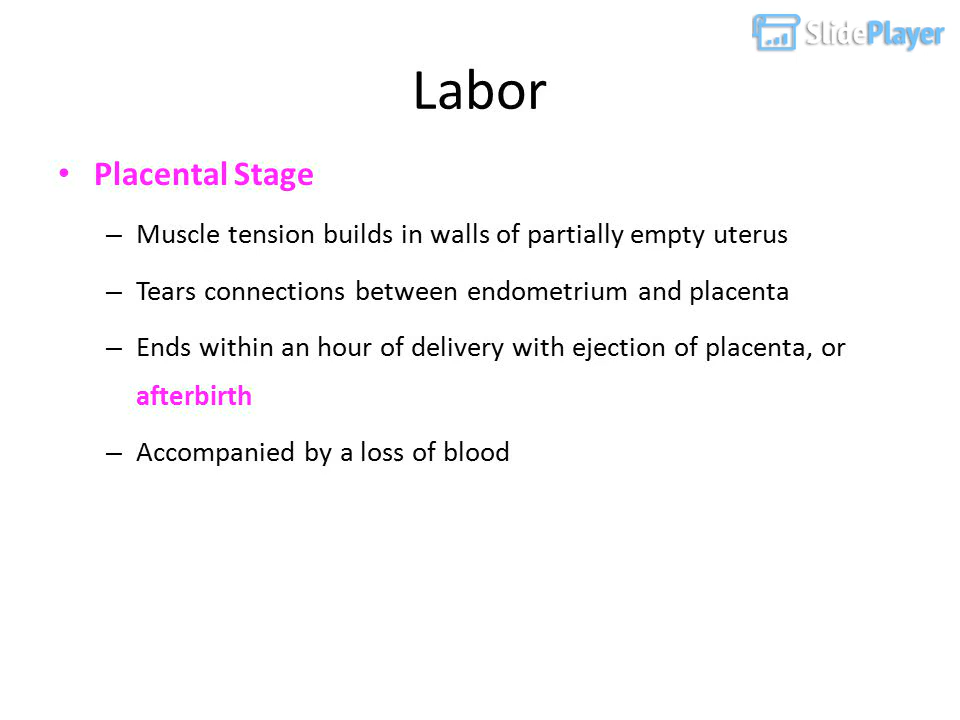 SlidePlayer
Labor
• Placental Stage
– Muscle tension builds in walls of partially empty uterus
– Tears connections between endometrium and placenta
– Ends within an hour of delivery with ejection of placenta, or
afterbirth
– Accompanied by a loss of blood